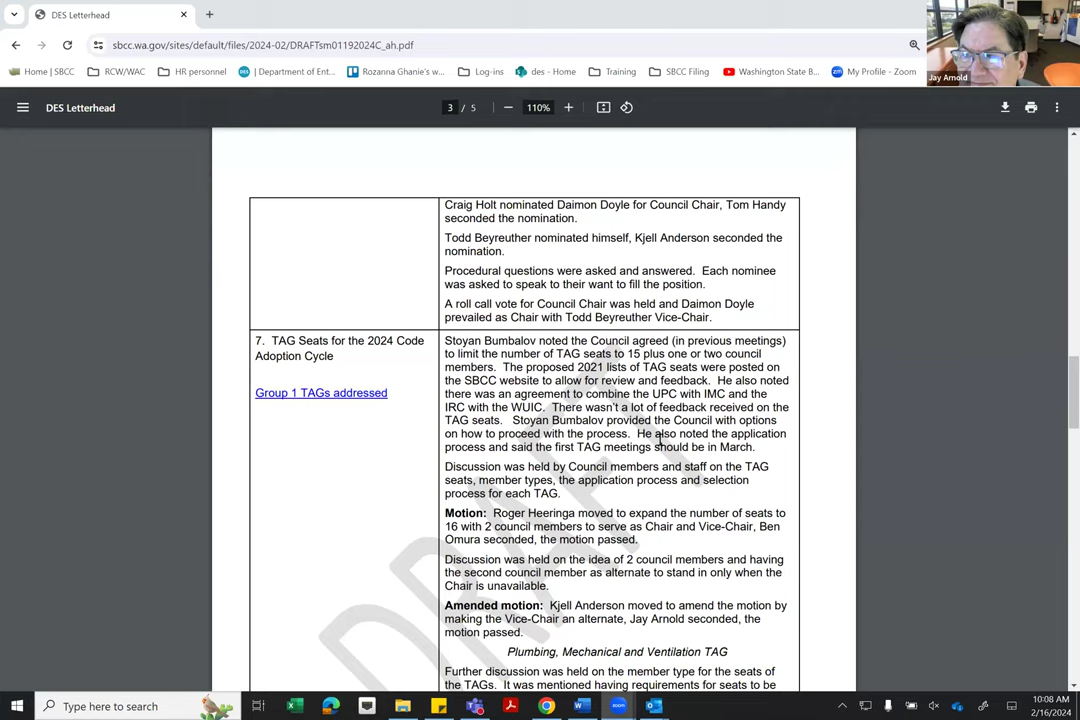 DES Letterhead
sbcc.wa.gov/sites/default/files/2024-02/DRAFTsm01192024C_ah.pdf
Home | SBCC
RCW/WAC
HR personnel
| Department of Ent...
Rozanna Ghanie's w...
Log-ins
des - Home
Training
SBCC Filing
Washington State B...
My Profile - Zoom
Jay Arnold
DES Letterhead
3 / 5
110%
Craig Holt nominated Daimon Doyle for Council Chair, Tom Handy
seconded the nomination.
Todd Beyreuther nominated himself, Kjell Anderson seconded the
nomination.
Procedural questions were asked and answered.  Each nominee
was asked to speak to their want to fill the position.
A roll call vote for Council Chair was held and Daimon Doyle
prevailed as Chair with Todd Beyreuther Vice-Chair.
7.  TAG Seats for the 2024 Code
Adoption Cycle
Group 1 TAGs addressed
Stoyan Bumbalov noted the Council agreed (in previous meetings)
to limit the number of TAG seats to 15 plus one or two council
members.  The proposed 2021 lists of TAG seats were posted on
the SBCC website to allow for review and feedback.  He also noted
there was an agreement to combine the UPC with IMC and the
IRC with the WUIC.  There wasn't a lot of feedback received on the
TAG seats.   Stoyan Bumbalov provided the Council with options
on how to proceed with the process.  He also noted the application
process and said the first TAG meetings should be in March.
Discussion was held by Council members and staff on the TAG
seats, member types, the application process and selection
process for each TAG.
Motion:  Roger Heeringa moved to expand the number of seats to
16 with 2 council members to serve as Chair and Vice-Chair, Ben
Omura seconded, the motion passed.
Discussion was held on the idea of 2 council members and having
the second council member as alternate to stand in only when the
Chair is unavailable.
Amended motion:  Kjell Anderson moved to amend the motion by
making the Vice-Chair an alternate, Jay Arnold seconded, the
motion passed.
Plumbing, Mechanical and Ventilation TAG
Further discussion was held on the member type for the seats of
the TAGs.  It was mentioned having requirements for seats to be
DRAFT
Type here to search
10:08 AM
2/16/2024